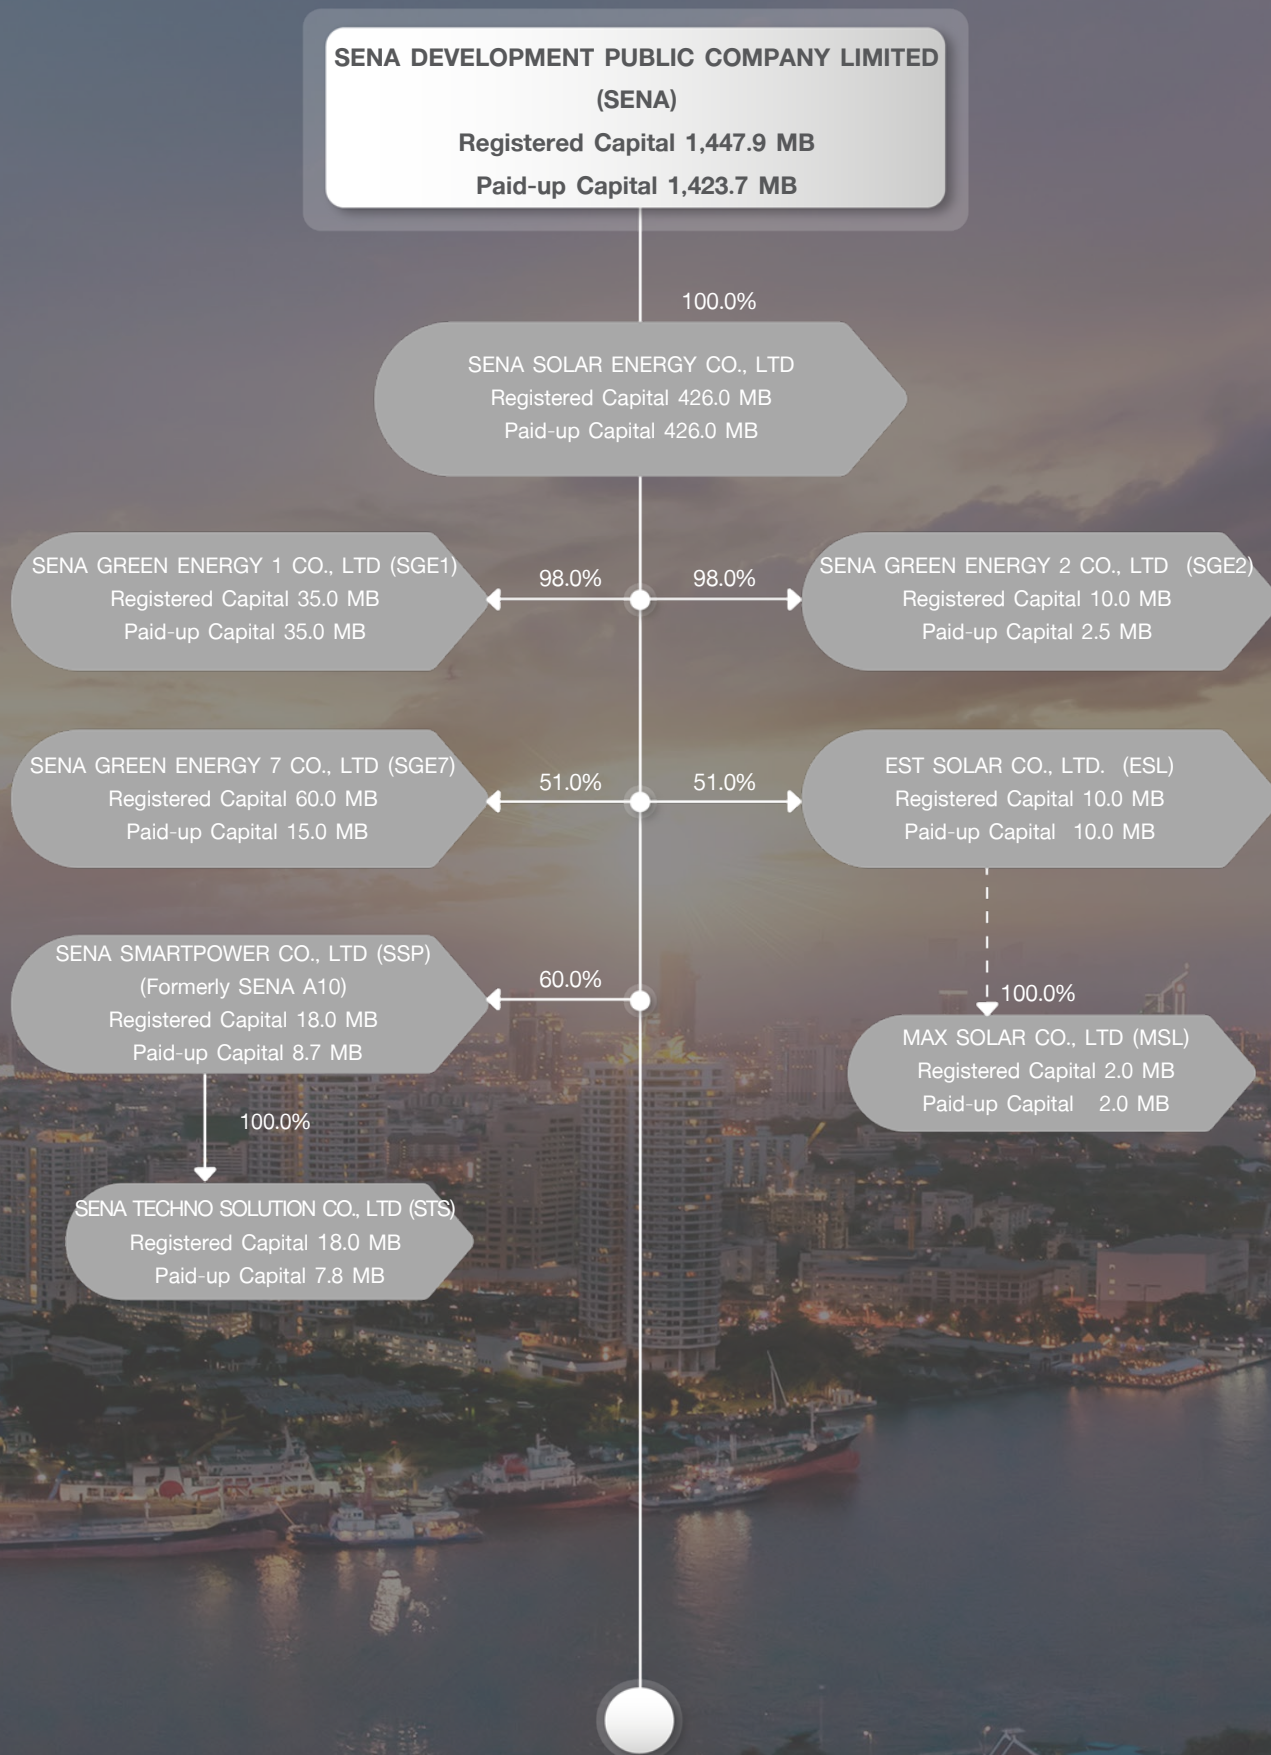 SENA DEVELOPMENT PUBLIC COMPANY LIMITED
(SENA)
Registered Capital 1,447.9 MB
Paid-up Capital 1,423.7 MB
100.0%
SENA SOLAR ENERGY CO., LTD
Registered Capital 426.0 MB
Paid-up Capital 426.0 MB
SENA GREEN ENERGY 1 CO., LTD (SGE1)
Registered Capital 35.0 MB
Paid-up Capital 35.0 MB
98.0%
98.0%
SENA GREEN ENERGY 2 CO., LTD (SGE2)
Registered Capital 10.0 MB
Paid-up Capital 2.5 MB
SENA GREEN ENERGY 7 CO., LTD (SGE7)
Registered Capital 60.0 MB
Paid-up Capital 15.0 MB
51.0%
51.0%
EST SOLAR CO., LTD. (ESL)
Registered Capital 10.0 MB
Paid-up Capital 10.0 MB
SENA SMARTPOWER CO., LTD (SSP)
(Formerly SENA A10)
Registered Capital 18.0 MB
Paid-up Capital 8.7 MB
60.0%
100.0%
MAX SOLAR CO., LTD (MSL)
Registered Capital 2.0 MB
Paid-up Capital 2.0 MB
100.0%
SENA TECHNO SOLUTION CO., LTD (STS)
Registered Capital 18.0 MB
Paid-up Capital 7.8 MB